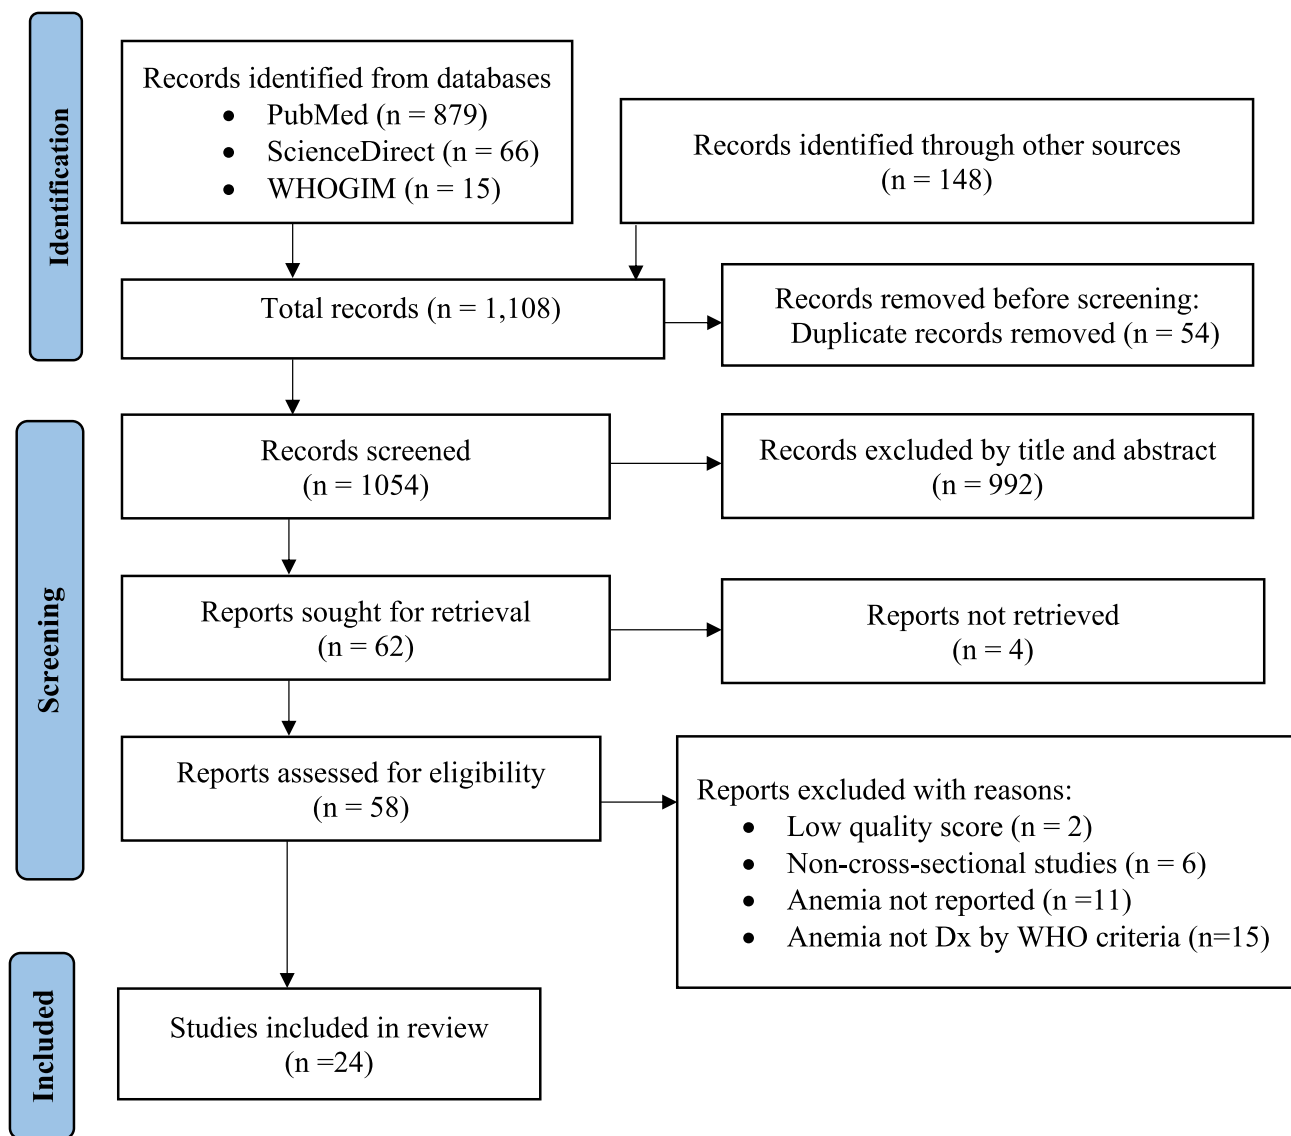 Identification
Records identified from databases
• PubMed (n = 879)
• ScienceDirect (n = 66)
• WHOGIM (n = 15)
Records identified through other sources
(n = 148)
Total records (n = 1,108)
Records removed before screening:
Duplicate records removed (n = 54)
Screening
Records screened
(n = 1054)
Records excluded by title and abstract
(n = 992)
Reports sought for retrieval
(n = 62)
Reports not retrieved
(n = 4)
Reports assessed for eligibility
(n = 58)
Reports excluded with reasons:
• Low quality score (n = 2)
• Non-cross-sectional studies (n = 6)
• Anemia not reported (n =11)
• Anemia not Dx by WHO criteria (n=15)
Included
Studies included in review
(n =24)